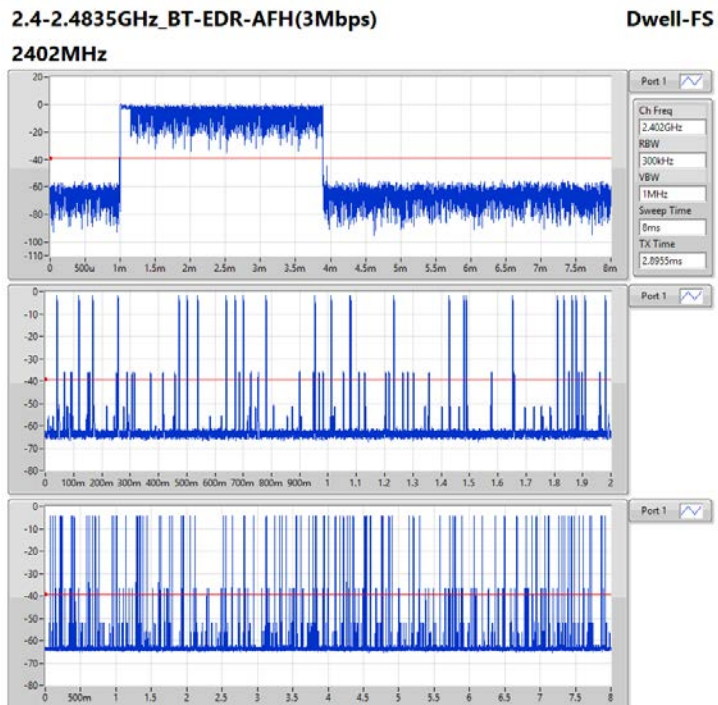 2.4-2.4835GHz_BT-EDR-AFH(3Mbps) Dwell-FS
2402MHz
Port 1
20
0
-20
-40
-60
-80
-100
-110
0 500u 1m 1.5m 2m 2.5m 3m 3.5m 4m 4.5m 5m 5.5m 6m 6.5m 7m 7.5m 8m
Ch Freq
2.402GHz
RBW
300kHz
VBW
1MHz
Sweep Time
8ms
TX Time
2.8955ms
Port 1
0
-10
-20
-30
-40
-50
-60
-70
-80
0 100m 200m 300m 400m 500m 600m 700m 800m 900m 1 1.1 1.2 1.3 1.4 1.5 1.6 1.7 1.8 1.9 2
Port 1
0
-10
-20
-30
-40
-50
-60
-70
-80
0 500m 1 1.5 2 2.5 3 3.5 4 4.5 5 5.5 6 6.5 7 7.5 8